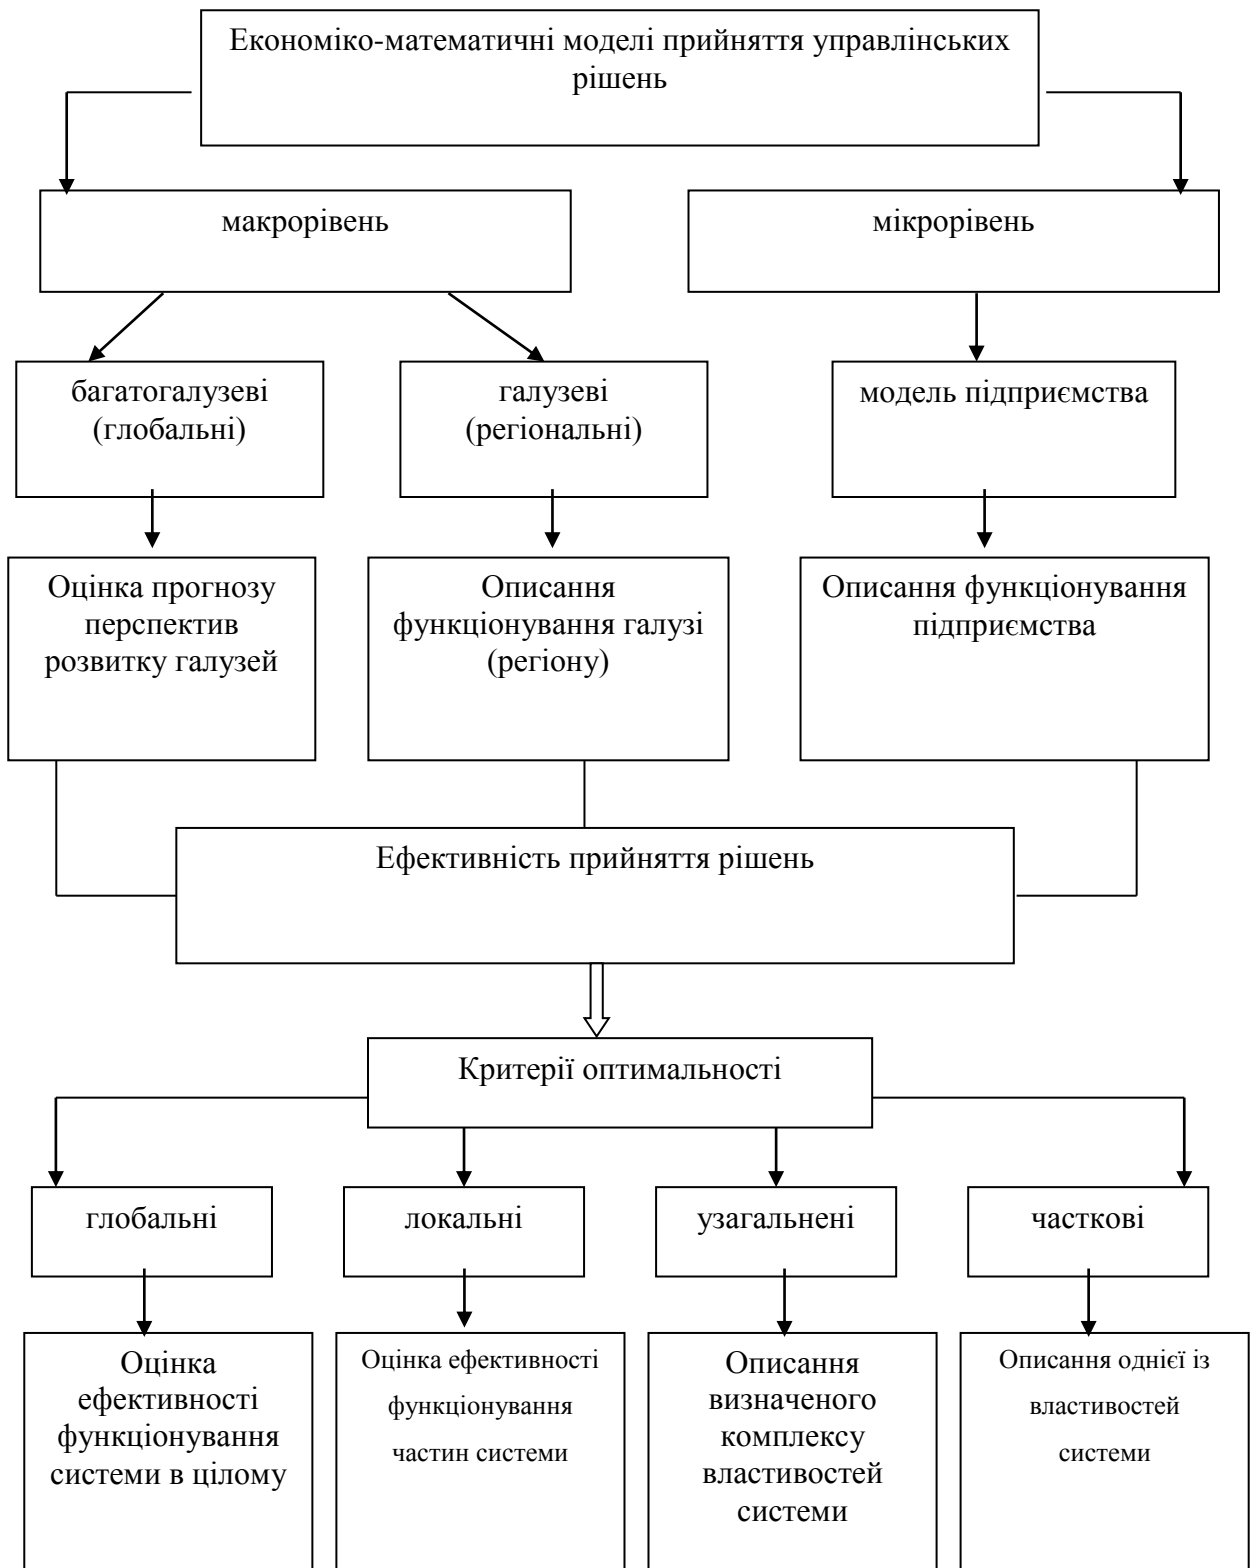 Економіко-математичні моделі прийняття управлінських
рішень
макрорівень
мікрорівень
багатогалузеві
(глобальні)
галузеві
(регіональні)
модель підприємства
Оцінка прогнозу
перспектив
розвитку галузей
Описання
функціонування галузі
(регіону)
Описання функціонування
підприємства
Ефективність прийняття рішень
Критерії оптимальності
глобальні
локальні
узагальнені
часткові
Оцінка
ефективності
функціонування
системи в цілому
Оцінка ефективності
функціонування
частин системи
Описання
визначеного
комплексу
властивостей
системи
Описання однієї із
властивостей
системи